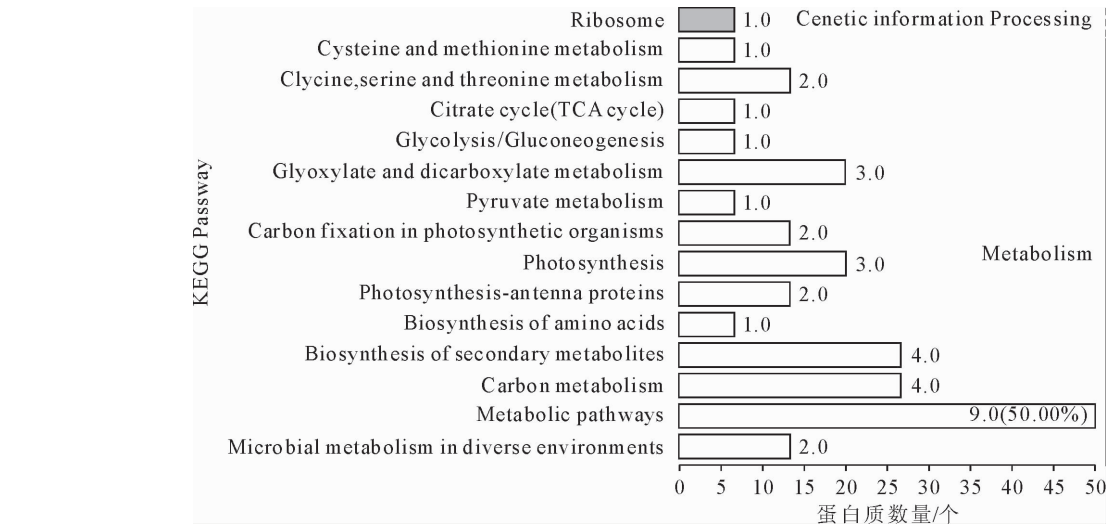 Ribosome 1.0 Cenetic information Processing
Cysteine and methionine metabolism 1.0
Clycine,serine and threonine metabolism 2.0
Citrate cycle(TCA cycle) 1.0
Glycolysis/Gluconeogenesis 1.0
Glyoxylate and dicarboxylate metabolism 3.0
Pyruvate metabolism 1.0
Carbon fixation in photosynthetic organisms 2.0
Metabolism
Photosynthesis 3.0
Photosynthesis-antenna proteins 2.0
Biosynthesis of amino acids 1.0
Biosynthesis of secondary metabolites 4.0
Carbon metabolism 4.0
Metabolic pathways 9.0(50.00%)
Microbial metabolism in diverse environments 2.0
KEGG Passway
0 5 10 15 20 25 30 35 40 45 50
蛋白质数量/个